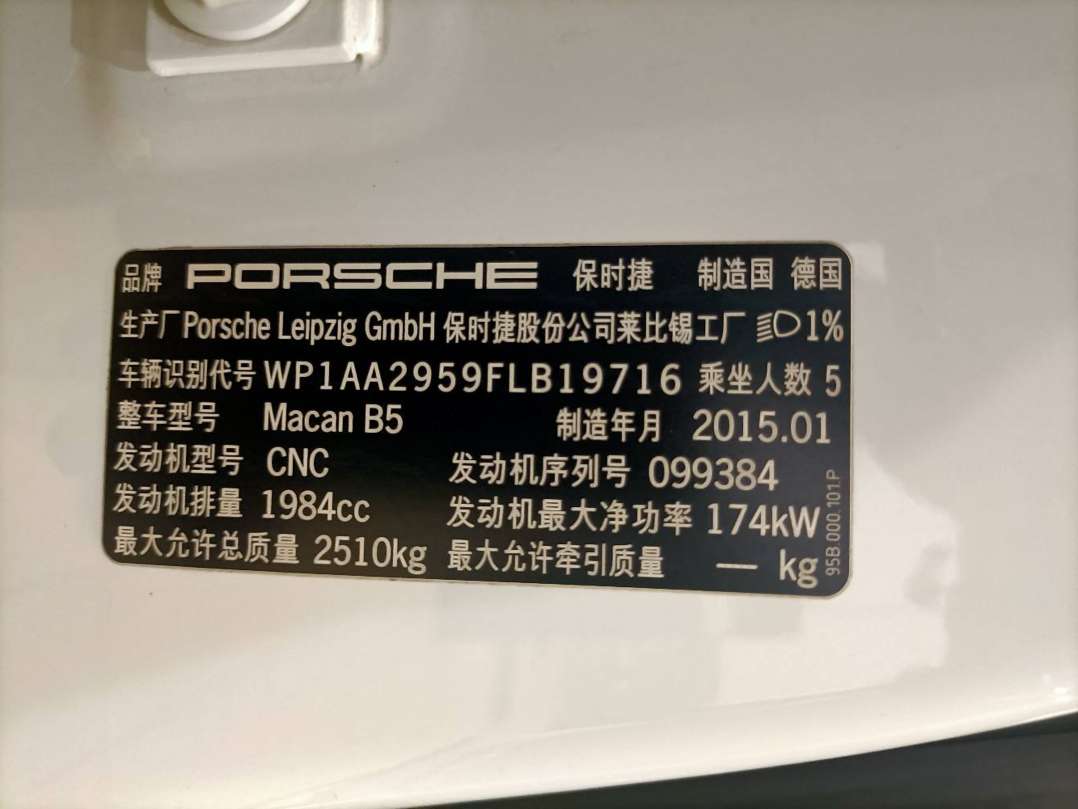 品牌 PORSCHE 保时捷 制造国 德国
生产厂 Porsche Leipzig GmbH 保时捷股份公司莱比锡工厂 1%
车辆识别代号 WP1AA2959FLB19716 乘坐人数 5
整车型号 Macan B5 制造年月 2015.01
发动机型号 CNC 发动机序列号 099384
发动机排量 1984cc 发动机最大净功率 174kW
最大允许总质量 2510kg 最大允许牵引质量 — kg
95B 000.101.P